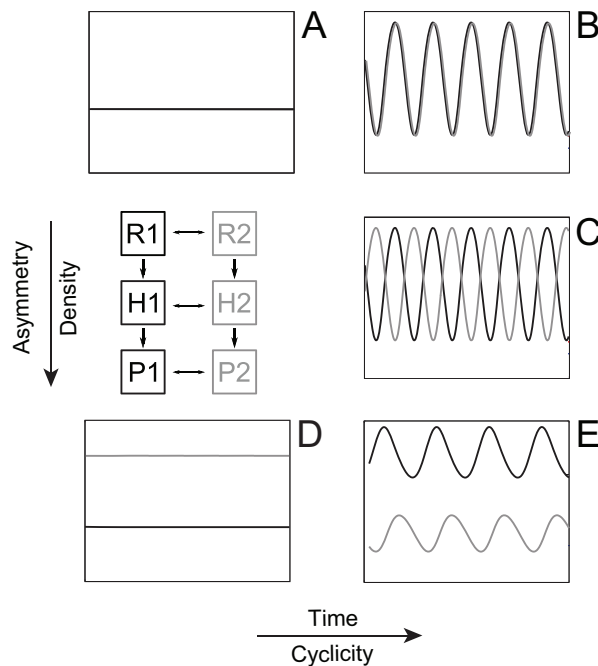 A
B
R1
R2
C
Asymmetry
Density
H1
H2
P1
P2
D
E
Time
Cyclicity